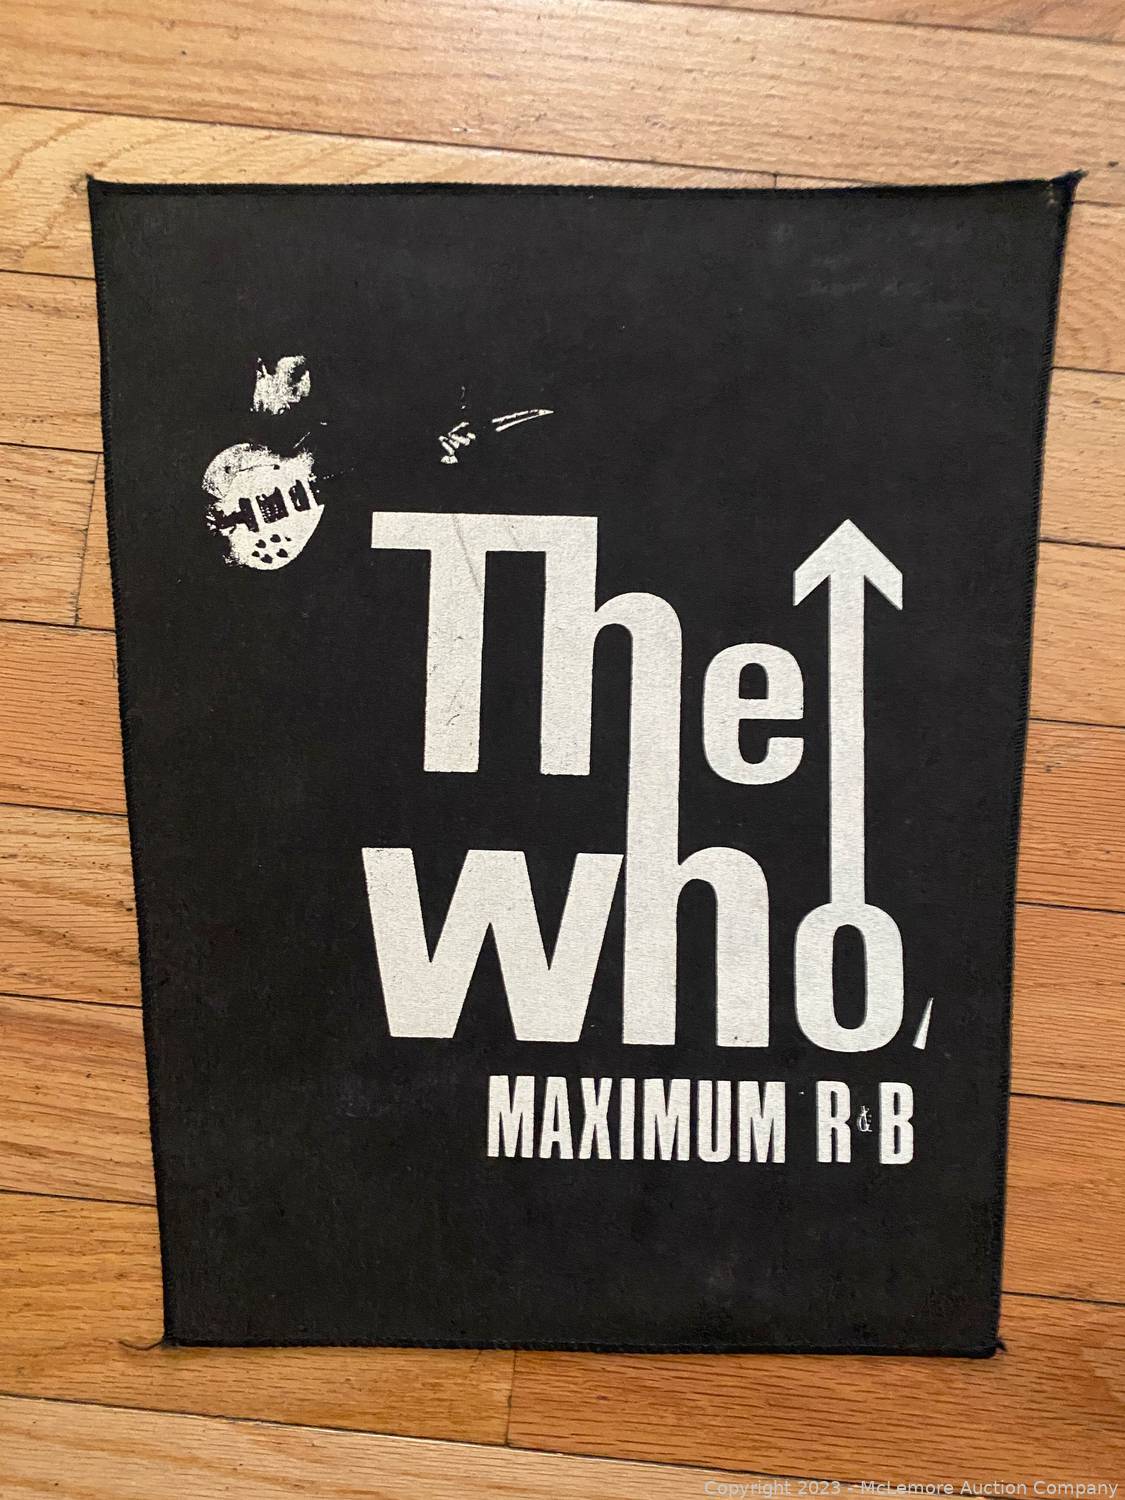 The
who
MAXIMUM R&B
Copyright 2023 - McLemore Auction Company